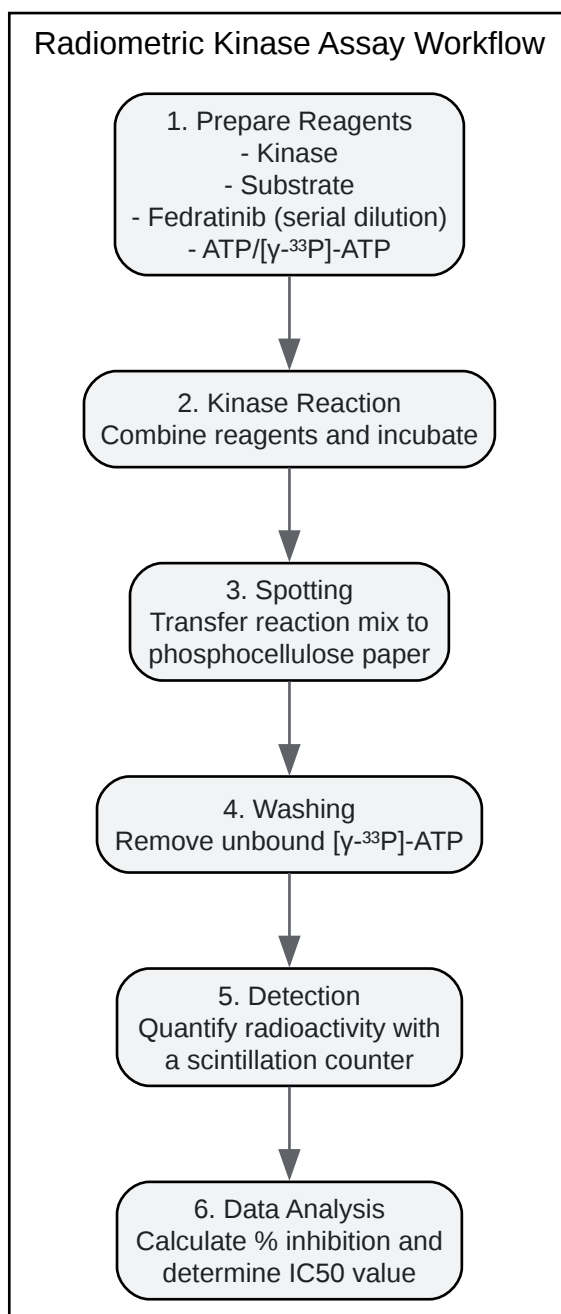 Radiometric Kinase Assay Workflow
1. Prepare Reagents
- Kinase
- Substrate
- Fedratinib (serial dilution)
- ATP/[γ-³³P]-ATP
2. Kinase Reaction
Combine reagents and incubate
3. Spotting
Transfer reaction mix to
phosphocellulose paper
4. Washing
Remove unbound [γ-³³P]-ATP
5. Detection
Quantify radioactivity with
a scintillation counter
6. Data Analysis
Calculate % inhibition and
determine IC50 value